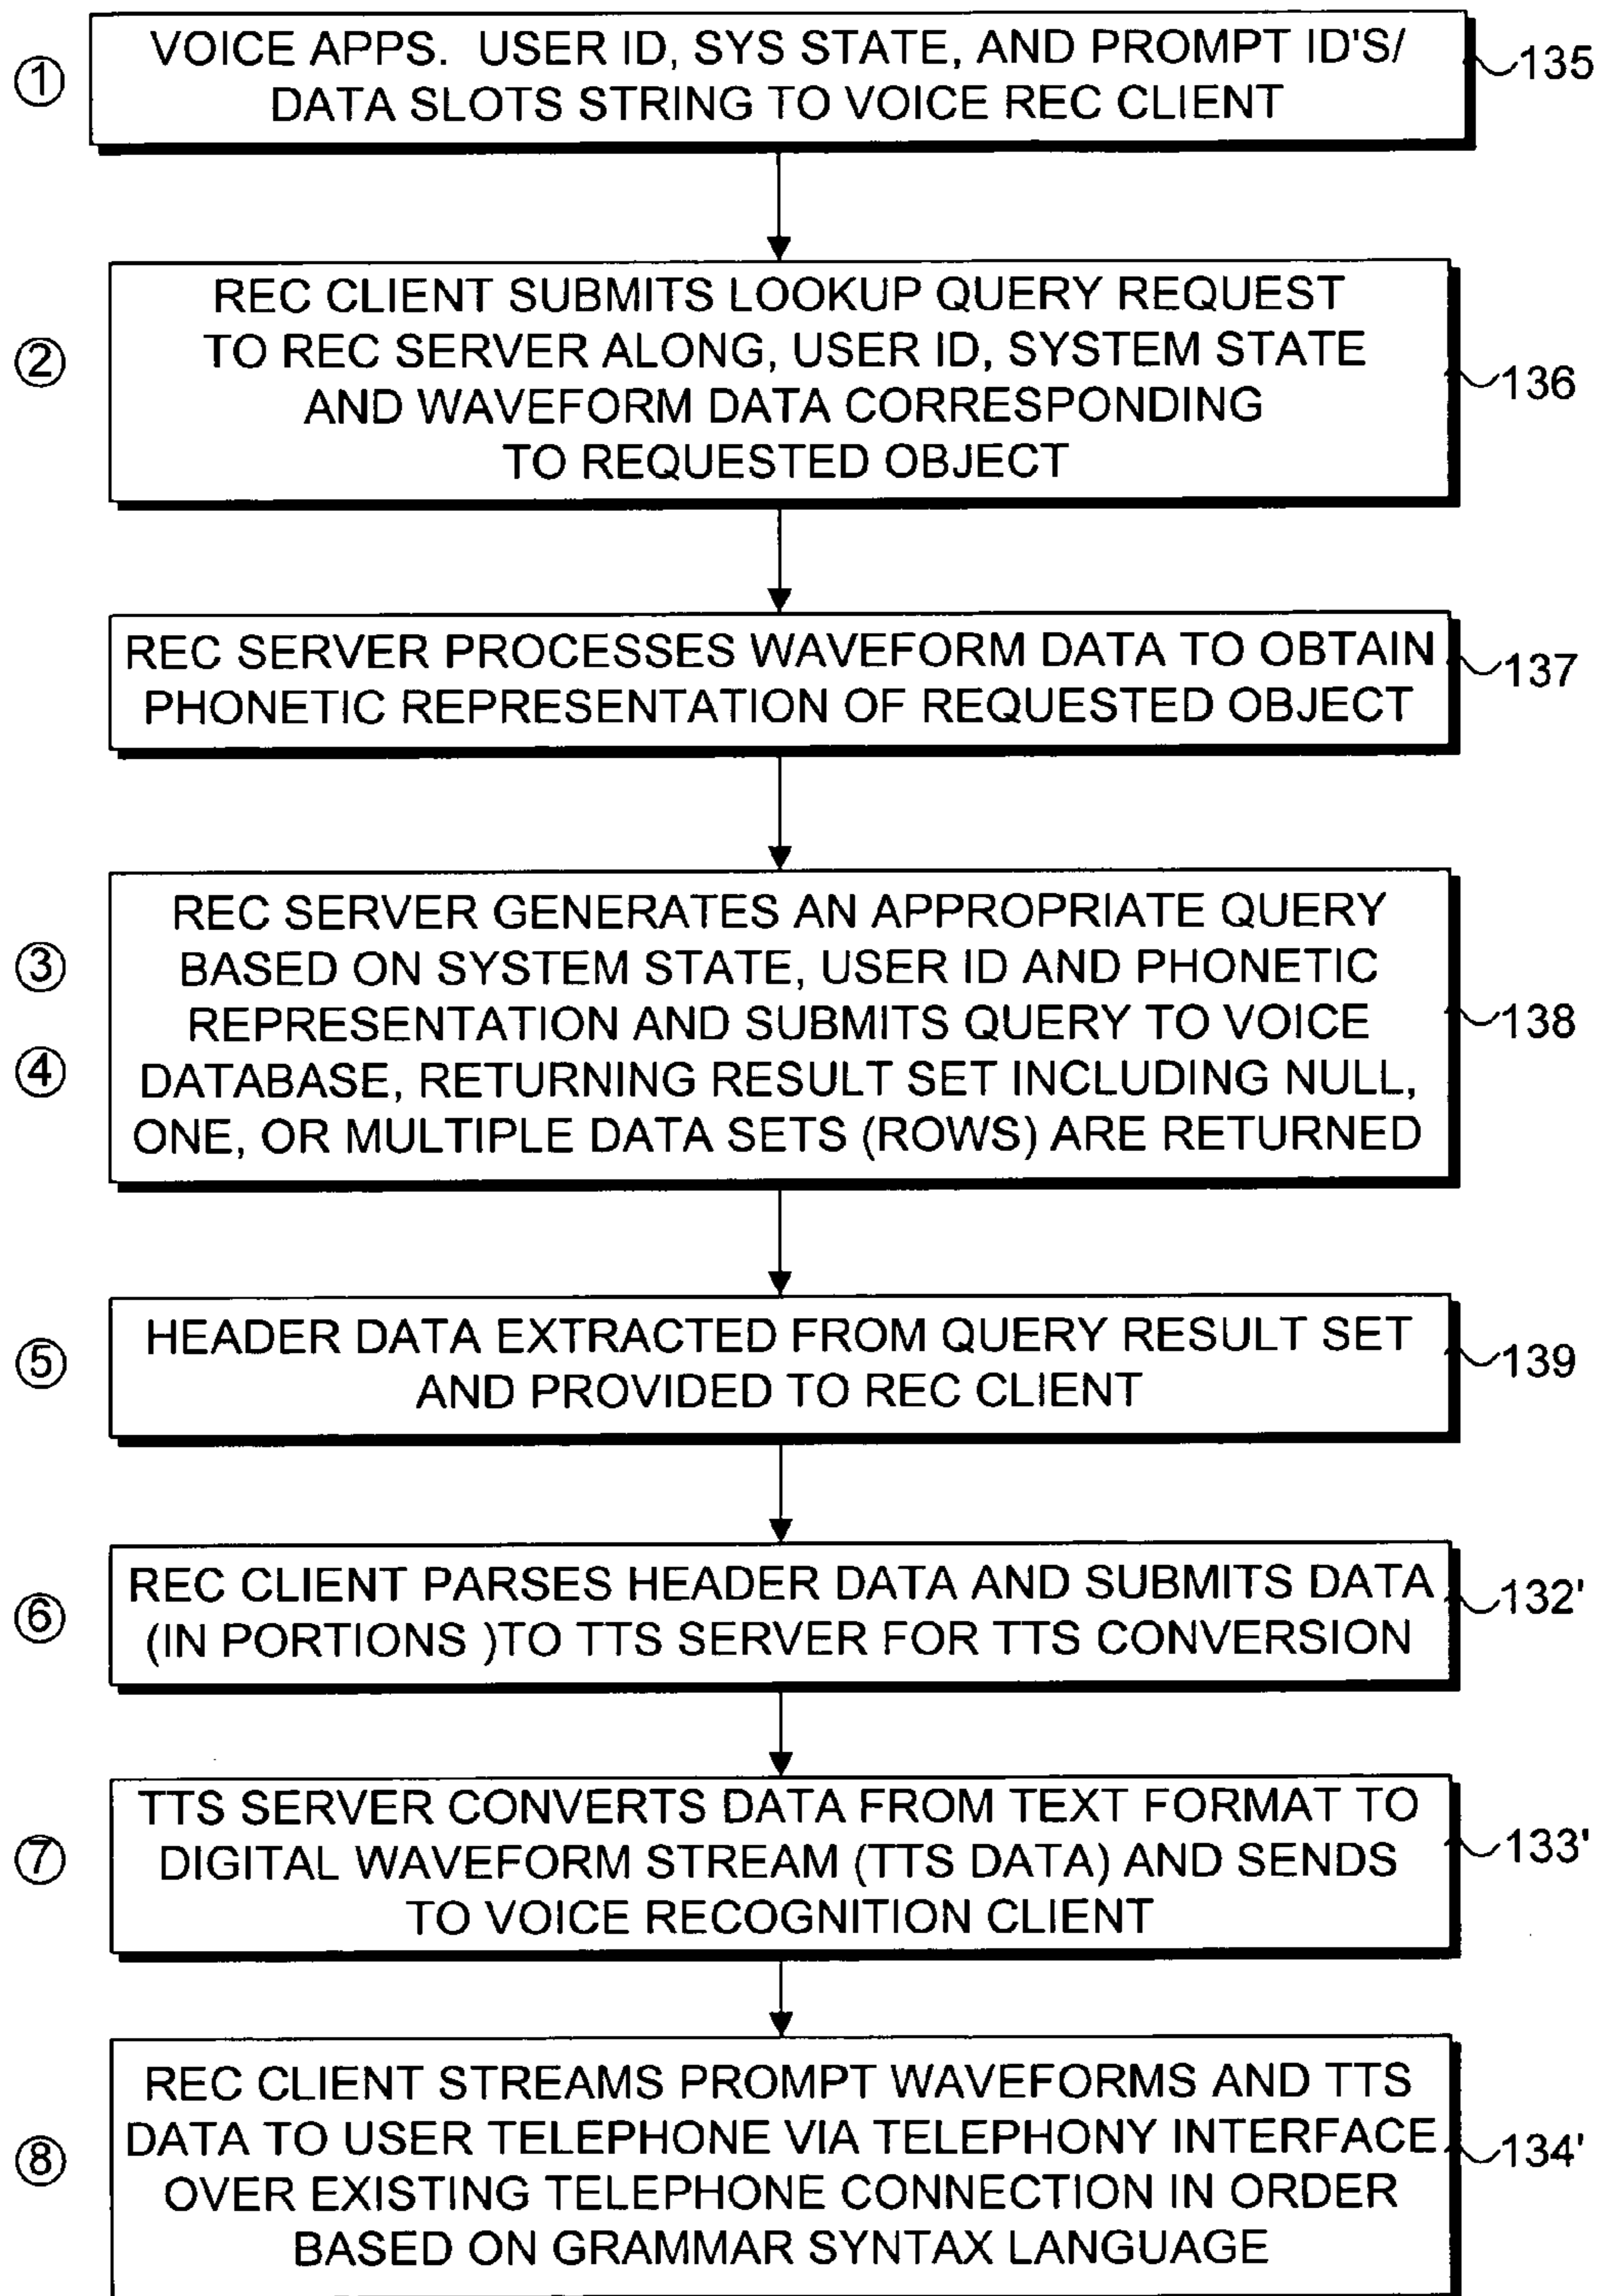 ① VOICE APPS. USER ID, SYS STATE, AND PROMPT ID'S/ 135
DATA SLOTS STRING TO VOICE REC CLIENT
② REC CLIENT SUBMITS LOOKUP QUERY REQUEST
TO REC SERVER ALONG, USER ID, SYSTEM STATE
AND WAVEFORM DATA CORRESPONDING 136
TO REQUESTED OBJECT
REC SERVER PROCESSES WAVEFORM DATA TO OBTAIN 137
PHONETIC REPRESENTATION OF REQUESTED OBJECT
REC SERVER GENERATES AN APPROPRIATE QUERY
③ BASED ON SYSTEM STATE, USER ID AND PHONETIC
REPRESENTATION AND SUBMITS QUERY TO VOICE 138
④ DATABASE, RETURNING RESULT SET INCLUDING NULL,
ONE, OR MULTIPLE DATA SETS (ROWS) ARE RETURNED
⑤ HEADER DATA EXTRACTED FROM QUERY RESULT SET 139
AND PROVIDED TO REC CLIENT
⑥ REC CLIENT PARSES HEADER DATA AND SUBMITS DATA 132'
(IN PORTIONS )TO TTS SERVER FOR TTS CONVERSION
TTS SERVER CONVERTS DATA FROM TEXT FORMAT TO
⑦ DIGITAL WAVEFORM STREAM (TTS DATA) AND SENDS 133'
TO VOICE RECOGNITION CLIENT
REC CLIENT STREAMS PROMPT WAVEFORMS AND TTS
⑧ DATA TO USER TELEPHONE VIA TELEPHONY INTERFACE 134'
OVER EXISTING TELEPHONE CONNECTION IN ORDER
BASED ON GRAMMAR SYNTAX LANGUAGE